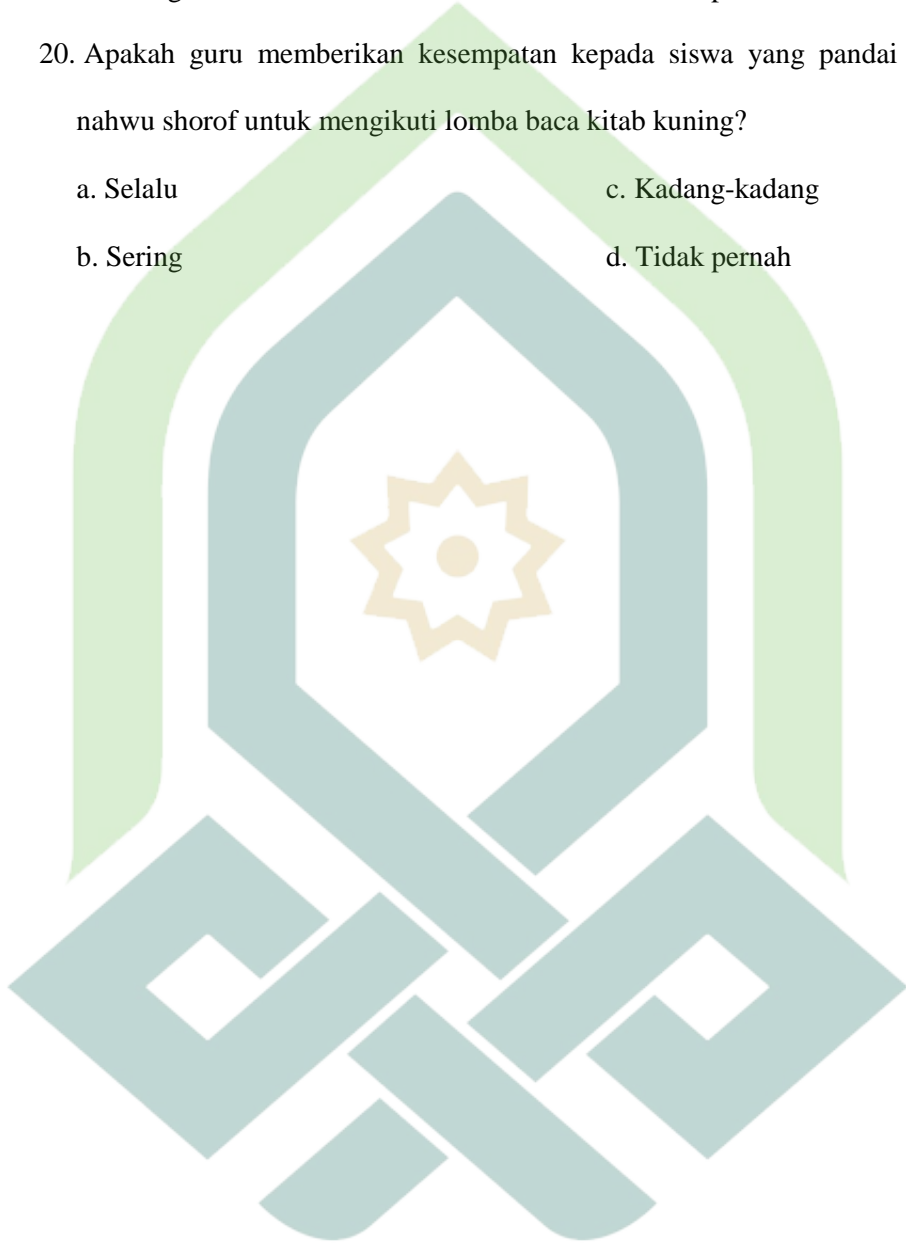 20. Apakah guru memberikan kesempatan kepada siswa yang pandai
nahwu shorof untuk mengikuti lomba baca kitab kuning?
a. Selalu c. Kadang-kadang
b. Sering d. Tidak pernah